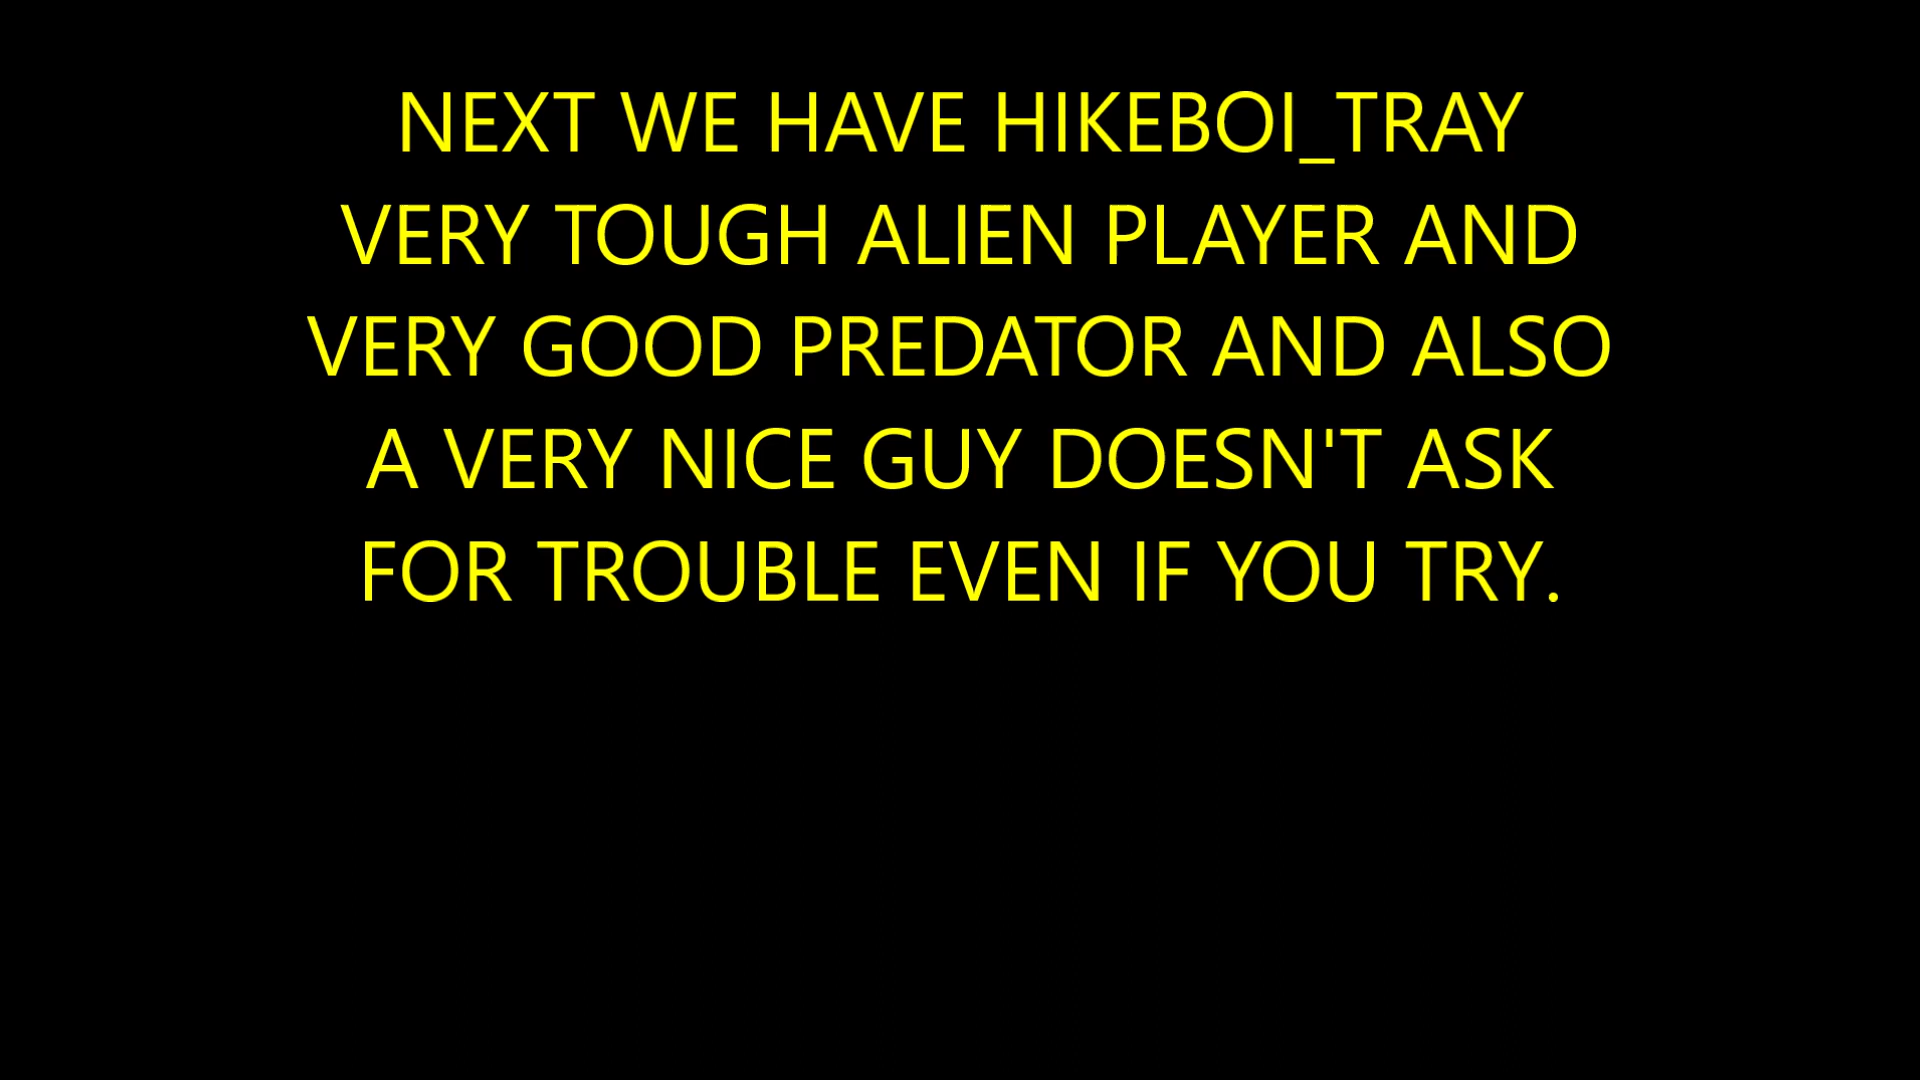 NEXT WE HAVE HIKEBOI_TRAY
VERY TOUGH ALIEN PLAYER AND
VERY GOOD PREDATOR AND ALSO
A VERY NICE GUY DOESN'T ASK
FOR TROUBLE EVEN IF YOU TRY.